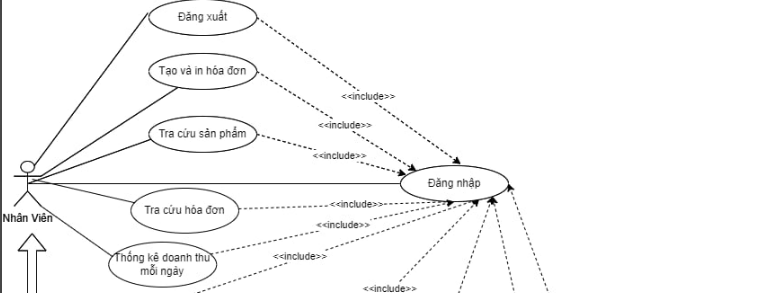 Đăng xuất
Tạo và in hóa đơn
<<include>>
<<include>>
Tra cứu sản phẩm
<<include>>
Đăng nhập
Tra cứu hóa đơn
<<include>>
Nhân Viên
<<include>>
Thống kê doanh thu
mỗi ngày
<<include>>
<<include>>